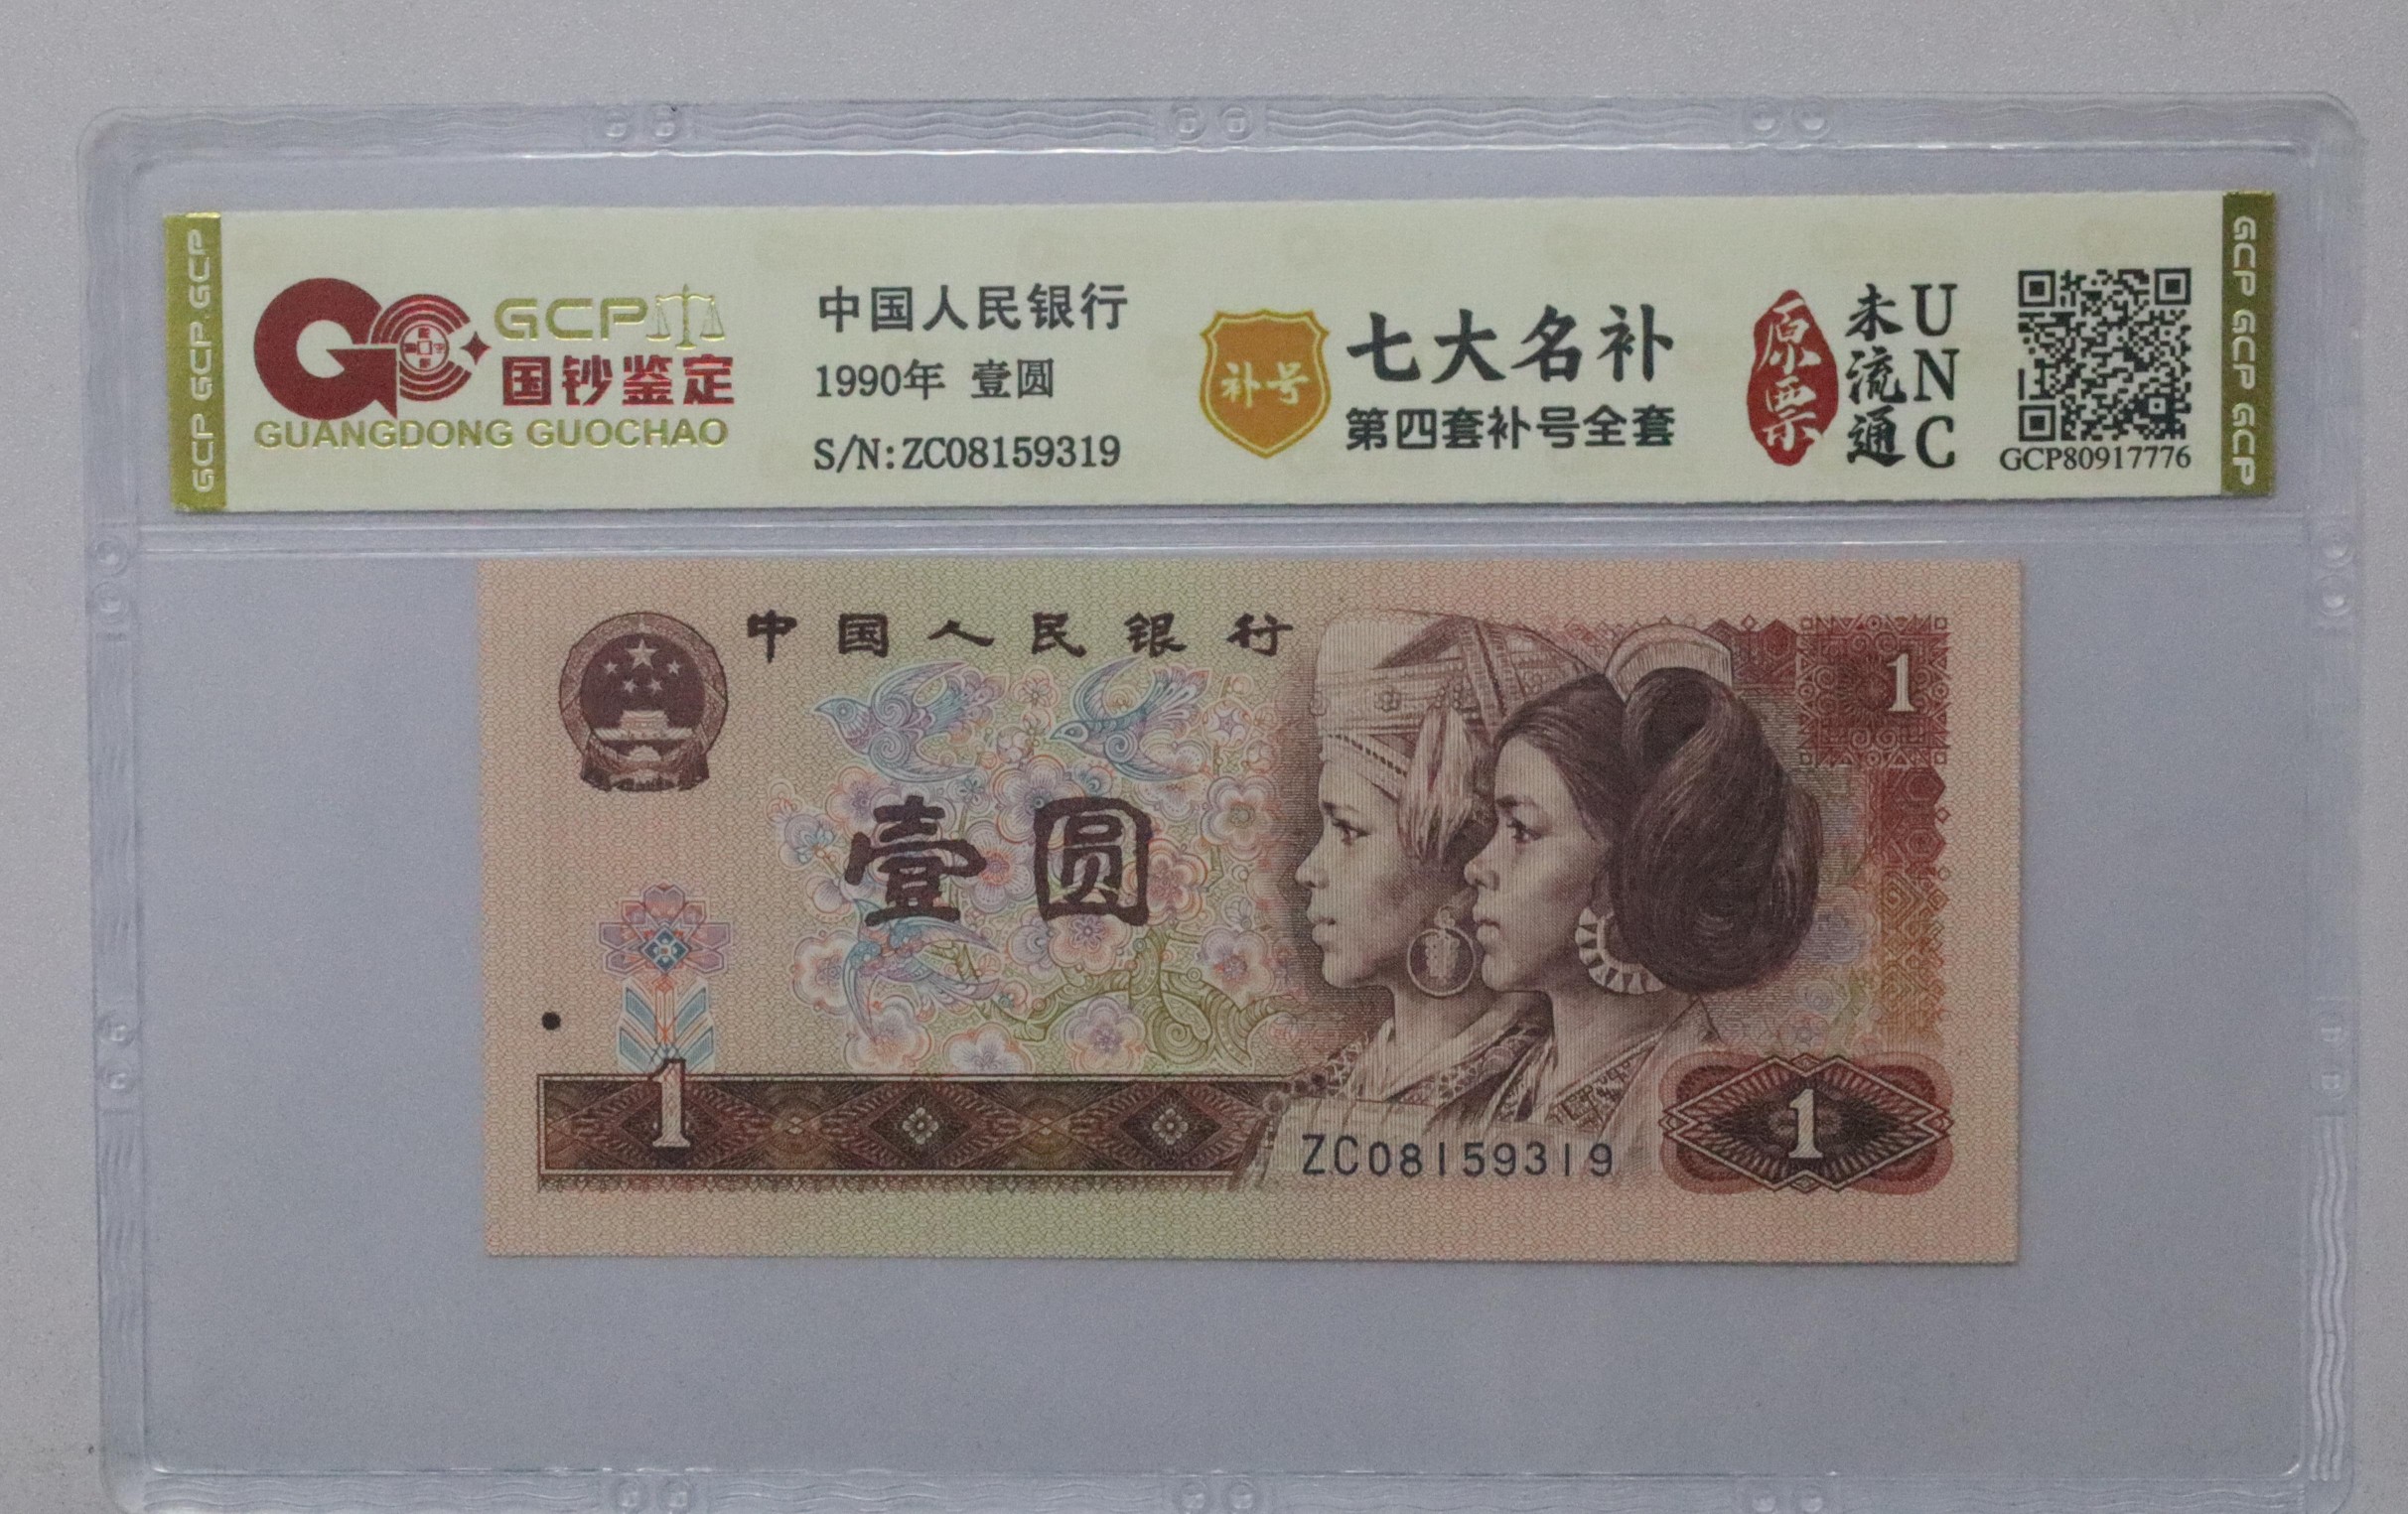 GCP GCP.GCP
GCP
国钞鉴定
GUANGDONG GUOCHAO
中国人民银行
1990年 壹圆
S/N:ZC08159319
补号
七大名补
第四套补号全套
原票
未流通
UNC
GCP80917776
GCP GCP GCP
中国人民银行
1
壹圆
1
ZC08159319
1